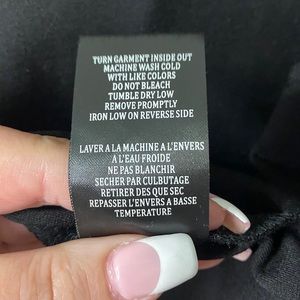 TURN GARMENT INSIDE OUT
MACHINE WASH COLD
WITH LIKE COLORS
DO NOT BLEACH
TUMBLE DRY LOW
REMOVE PROMPTLY
IRON LOW ON REVERSE SIDE
LAVER A LA MACHINE A L'ENVERS
A L'EAU FROIDE
NE PAS BLANCHIR
SECHER PAR CULBUTAGE
RETIRER DES QUE SEC
REPASSER L'ENVERS A BASSE
TEMPERATURE